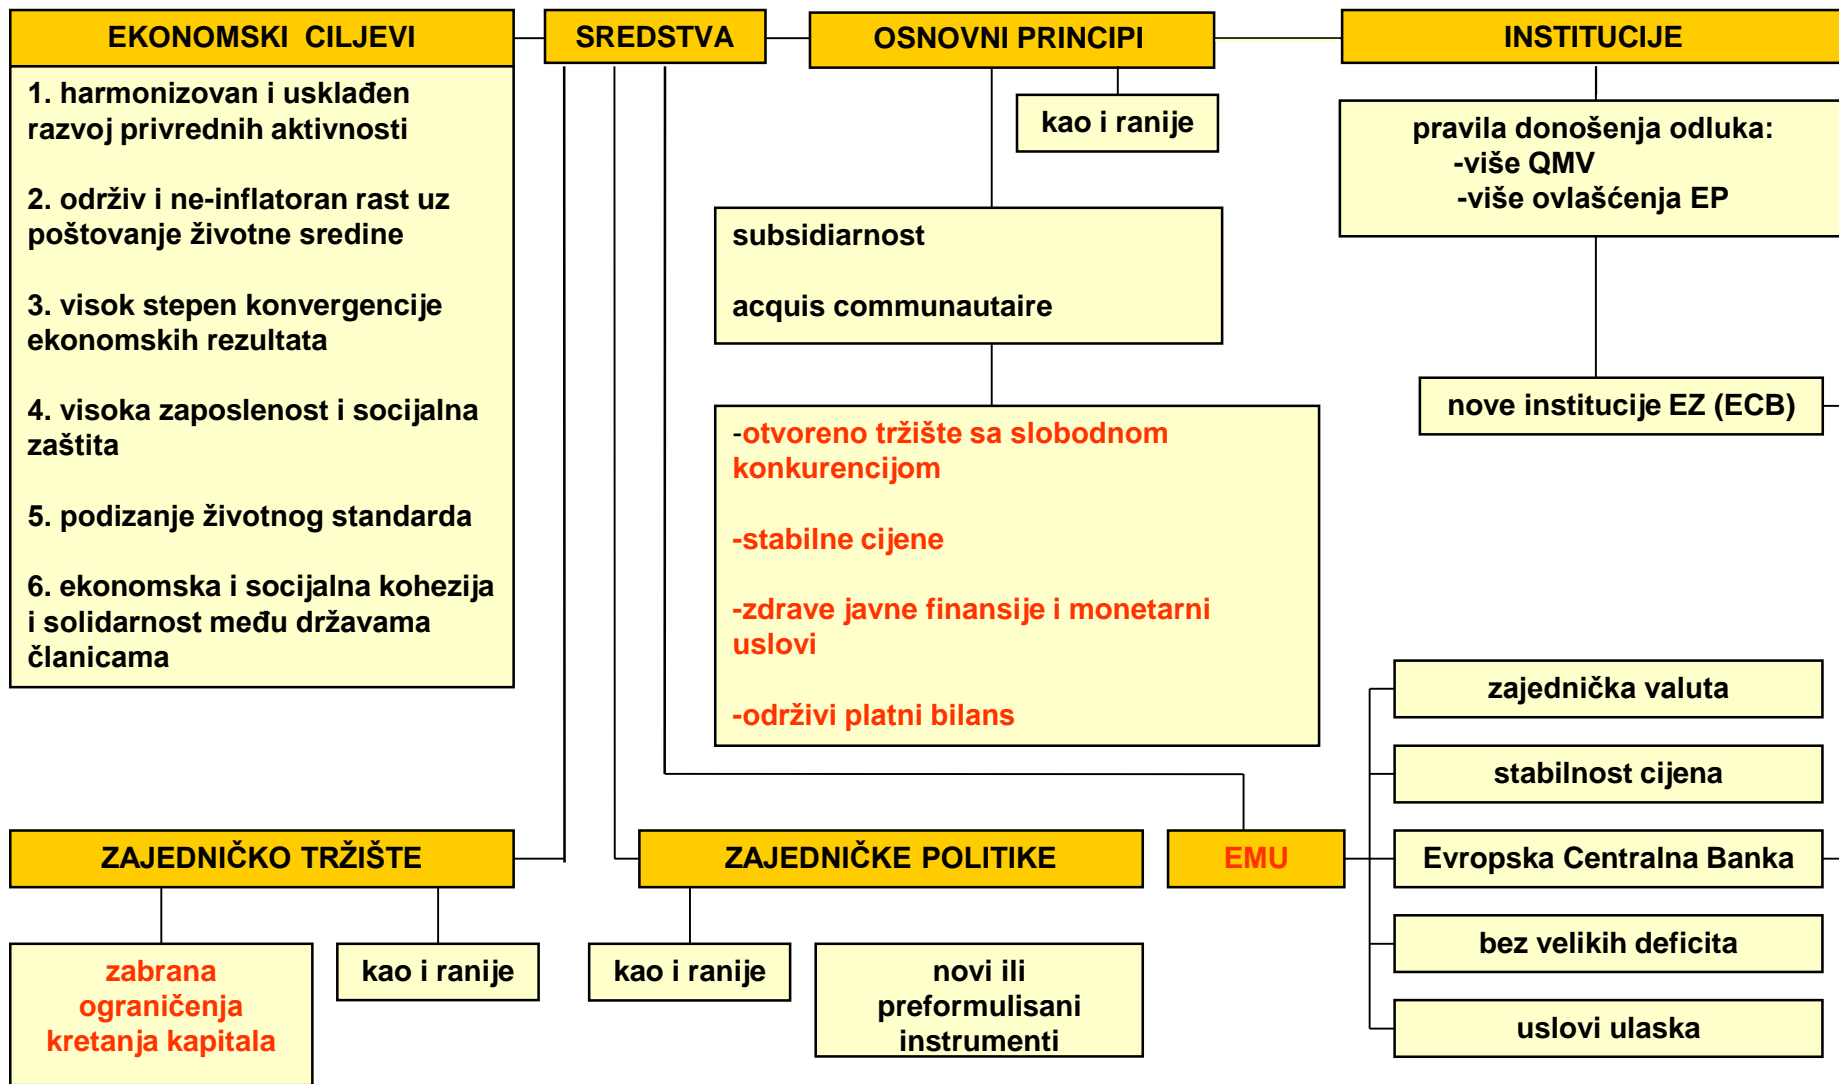 EKONOMSKI CILJEVI
SREDSTVA
OSNOVNI PRINCIPI
INSTITUCIJE
1. harmonizovan i usklađen
razvoj privrednih aktivnosti
2. održiv i ne-inflatoran rast uz
poštovanje životne sredine
3. visok stepen konvergencije
ekonomskih rezultata
4. visoka zaposlenost i socijalna
zaštita
5. podizanje životnog standarda
6. ekonomska i socijalna kohezija
i solidarnost među državama
članicama
kao i ranije
subsidiarnost
acquis communautaire
-otvoreno tržište sa slobodnom
konkurencijom
-stabilne cijene
-zdrave javne finansije i monetarni
uslovi
-održivi platni bilans
pravila donošenja odluka:
-više QMV
-više ovlašćenja EP
nove institucije EZ (ECB)
ZAJEDNIČKO TRŽIŠTE
zabrana
ograničenja
kretanja kapitala
kao i ranije
ZAJEDNIČKE POLITIKE
kao i ranije
novi ili
preformulisani
instrumenti
EMU
zajednička valuta
stabilnost cijena
Evropska Centralna Banka
bez velikih deficita
uslovi ulaska